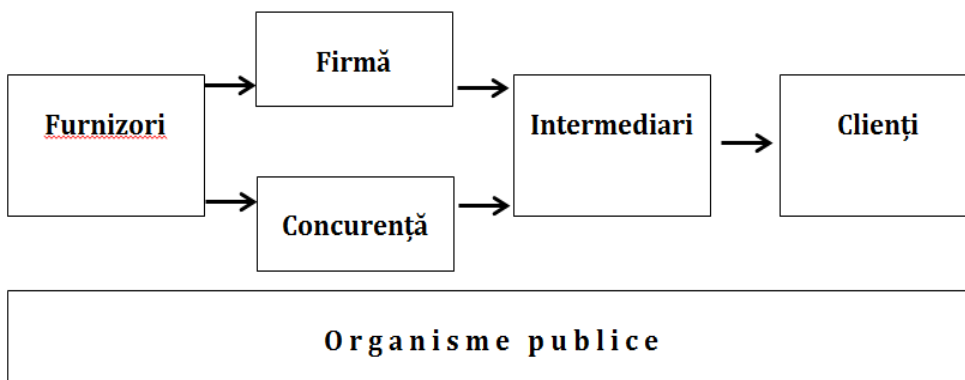 Firmă
Furnizori
Intermediari
Clienți
Concurență
Organisme publice